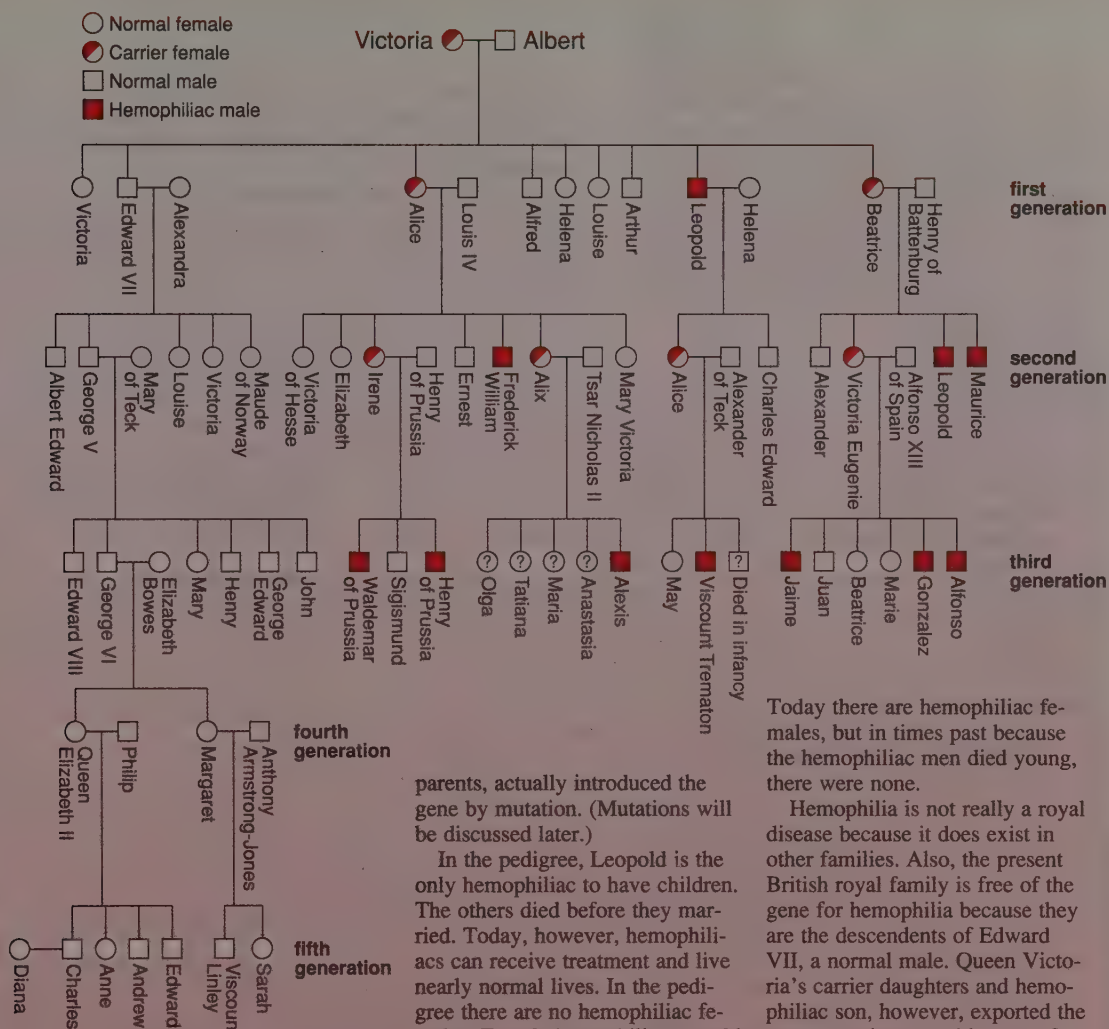 Normal female
Carrier female
Normal male
Hemophiliac male
Victoria
Albert
Victoria
Edward VII
Alexandra
Alice
Louis IV
Alfred
Helena
Louise
Arthur
Leopold
Helena
Beatrice
Henry of
Battenburg
first
generation
Albert Edward
George V
Mary
of Teck
Louise
Victoria
Maude
of Norway
Victoria
of Hesse
Elizabeth
Irene
Henry
of Prussia
Ernest
Frederick
William
Alix
Tsar Nicholas II
Mary Victoria
Alice
Alexander
of Teck
Charles Edward
Alexander
Victoria Eugenie
Alfonso XIII
of Spain
Leopold
Maurice
second
generation
Edward VIII
George VI
Elizabeth
Bowes
Mary
Henry
George
Edward
John
Waldemar
of Prussia
Sigismund
Henry
of Prussia
?
Olga
?
Tatiana
?
Maria
?
Anastasia
Alexis
May
Viscount Trematon
?
Died in infancy
Jaime
Juan
Beatrice
Marie
Gonzalez
Alfonso
third
generation
Queen
Elizabeth II
Philip
Margaret
Anthony
Armstrong-Jones
fourth
generation
Diana
Charles
Anne
Andrew
Edward
Viscount
Linley
Sarah
fifth
generation
parents, actually introduced the
gene by mutation. (Mutations will
be discussed later.)
In the pedigree, Leopold is the
only hemophiliac to have children.
The others died before they mar-
ried. Today, however, hemophili-
acs can receive treatment and live
nearly normal lives. In the pedi-
gree there are no hemophiliac fe-
Today there are hemophiliac fe-
males, but in times past because
the hemophiliac men died young,
there were none.
Hemophilia is not really a royal
disease because it does exist in
other families. Also, the present
British royal family is free of the
gene for hemophilia because they
are the descendents of Edward
VII, a normal male. Queen Victo-
ria's carrier daughters and hemo-
philiac son, however, exported the